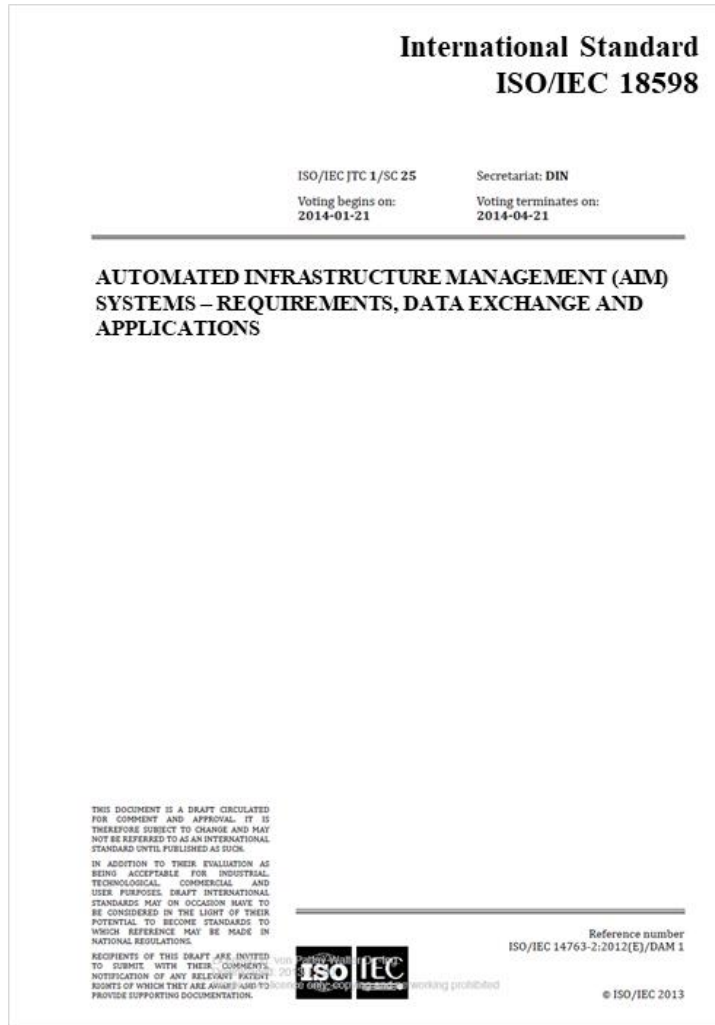 International Standard
ISO/IEC 18598
ISO/IEC JTC 1/SC 25
Secretariat: DIN
Voting begins on:
2014-01-21
Voting terminates on:
2014-04-21
AUTOMATED INFRASTRUCTURE MANAGEMENT (AIM)
SYSTEMS – REQUIREMENTS, DATA EXCHANGE AND
APPLICATIONS
THIS DOCUMENT IS A DRAFT CIRCULATED
FOR COMMENT AND APPROVAL. IT IS
THEREFORE SUBJECT TO CHANGE AND MAY
NOT BE REFERRED TO AS AN INTERNATIONAL
STANDARD UNTIL PUBLISHED AS SUCH.
IN ADDITION TO THEIR EVALUATION AS
BEING ACCEPTABLE FOR INDUSTRIAL,
TECHNOLOGICAL, COMMERCIAL AND
USER PURPOSES, DRAFT INTERNATIONAL
STANDARDS MAY ON OCCASION HAVE TO
BE CONSIDERED IN THE LIGHT OF THEIR
POTENTIAL TO BECOME STANDARDS TO
WHICH REFERENCE MAY BE MADE IN
NATIONAL REGULATIONS.
RECIPIENTS OF THIS DRAFT ARE INVITED
TO SUBMIT, WITH THEIR COMMENTS,
NOTIFICATION OF ANY RELEVANT PATENT
RIGHTS OF WHICH THEY ARE AWARE AND TO
PROVIDE SUPPORTING DOCUMENTATION.
ISO IEC
only, copying and networking prohibited
Reference number
ISO/IEC 14763-2:2012(E)/DAM 1
© ISO/IEC 2013